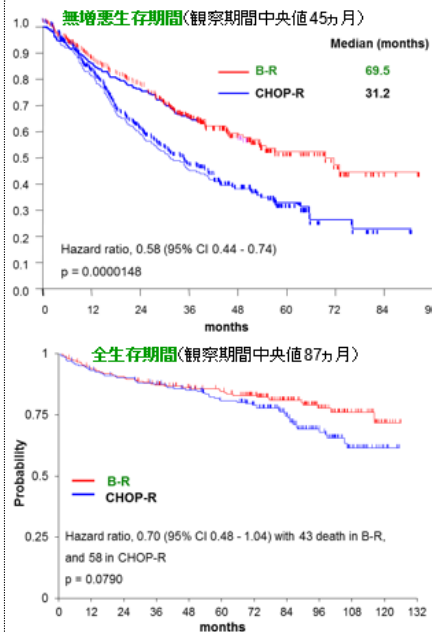 無増悪生存期間(観察期間中央値45ヵ月)
Median (months)
B-R 69.5
CHOP-R 31.2
1.0
0.9
0.8
0.7
0.6
0.5
0.4
0.3
0.2
0.1
0.0
Hazard ratio, 0.58 (95% CI 0.44 - 0.74)
p = 0.0000148
0 12 24 36 48 60 72 84
months
全生存期間(観察期間中央値87ヵ月)
1
0.75
0.5
0.25
0
Probability
B-R
CHOP-R
Hazard ratio, 0.70 (95% CI 0.48 - 1.04) with 43 death in B-R,
and 58 in CHOP-R
p = 0.0790
0 12 24 36 48 60 72 84 96 108 120 132
months